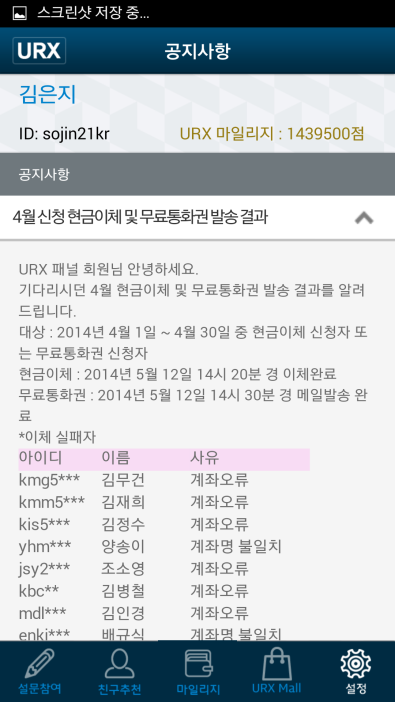 스크린샷 저장 중...
URX 공지사항
김은지
ID: sojin21kr URX 마일리지 : 1439500점
공지사항
4월 신청 현금이체 및 무료통화권 발송 결과
URX 패널 회원님 안녕하세요.
기다리시던 4월 현금이체 및 무료통화권 발송 결과를 알려
드립니다.
대상 : 2014년 4월 1일 ~ 4월 30일 중 현금이체 신청자 또
는 무료통화권 신청자
현금이체 : 2014년 5월 12일 14시 20분 경 이체완료
무료통화권 : 2014년 5월 12일 14시 30분 경 메일발송 완
료
*이체 실패자
아이디 이름 사유
kmg5*** 김무건 계좌오류
kmm5*** 김재희 계좌오류
kis5*** 김정수 계좌오류
yhm*** 양송이 계좌명 불일치
jsy2*** 조소영 계좌오류
kbc** 김병철 계좌오류
mdl*** 김인경 계좌오류
enki*** 배규식 계좌명 불일치
설문참여 친구추천 마일리지 URX Mall 설정